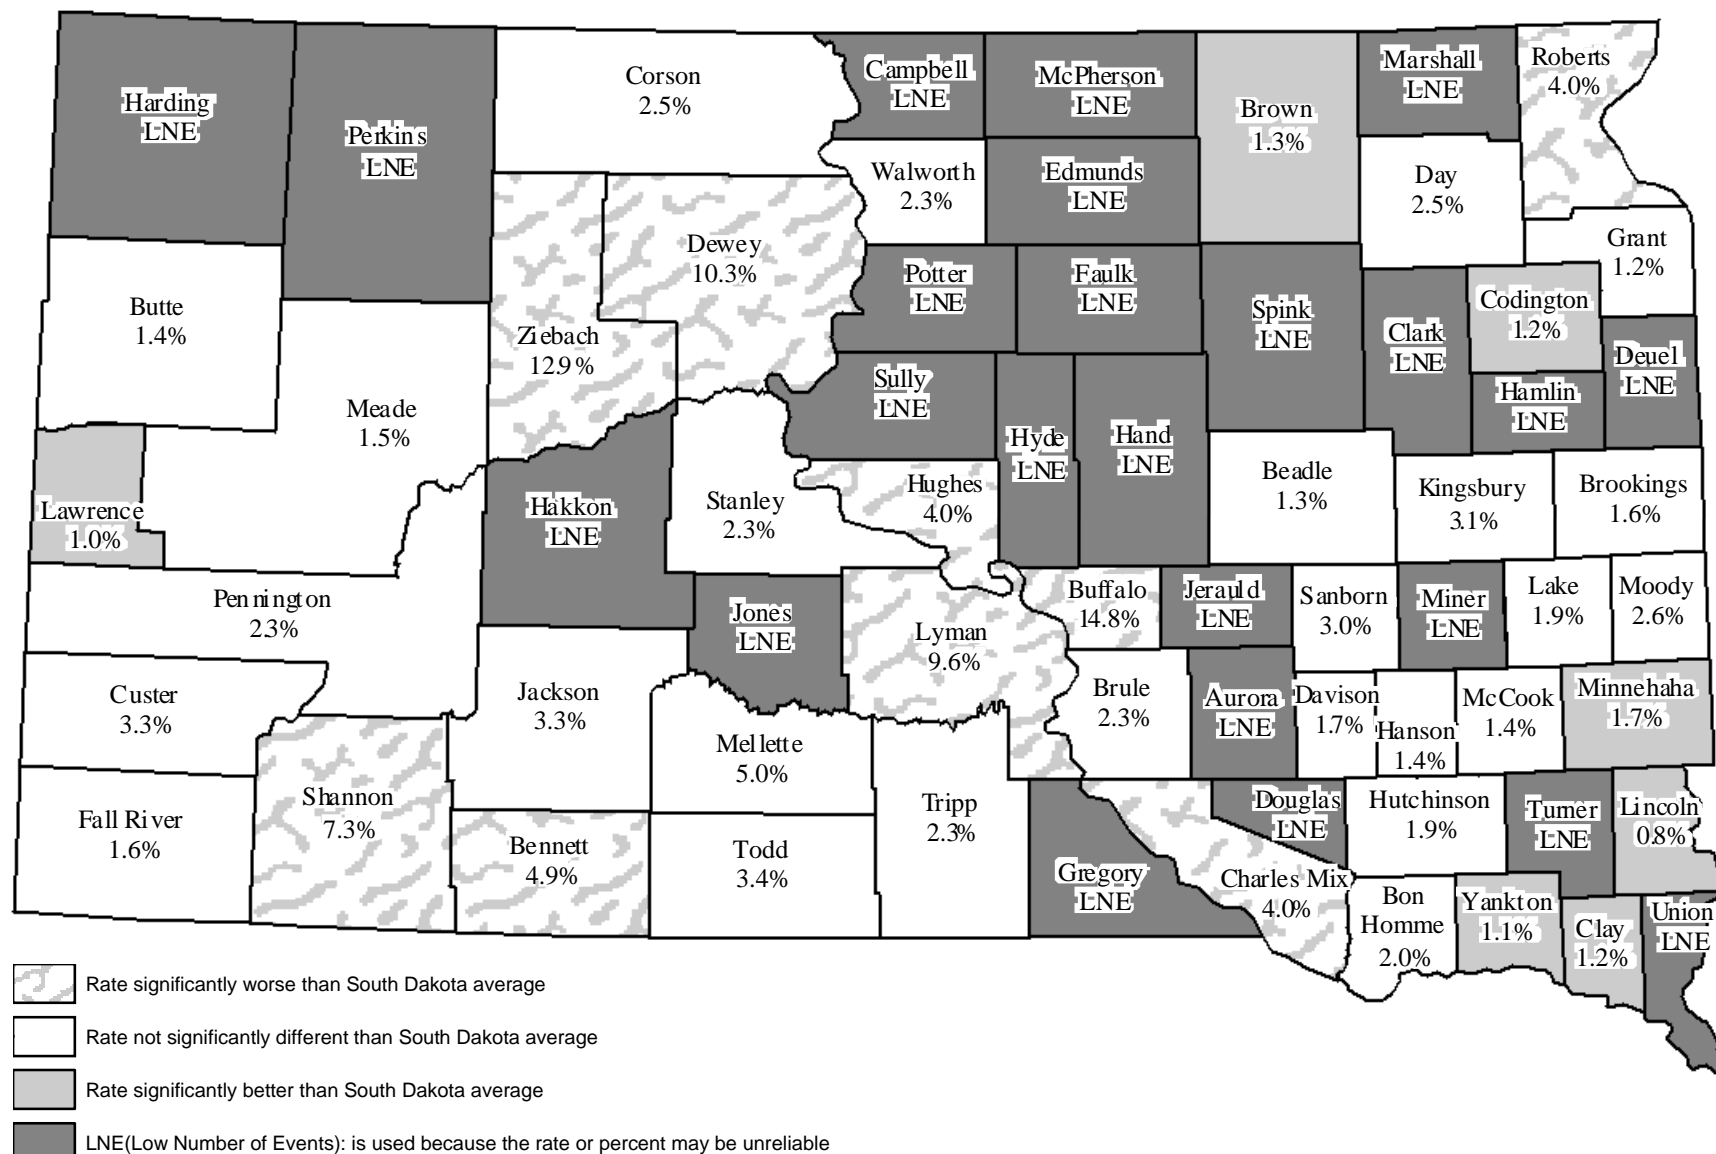 Harding
LNE
Perkins
LNE
Corson
2.5%
Campbell
LNE
McPherson
LNE
Brown
1.3%
Marshall
LNE
Roberts
4.0%
Walworth
2.3%
Edmunds
LNE
Day
2.5%
Grant
1.2%
Butte
1.4%
Meade
1.5%
Ziebach
12.9%
Dewey
10.3%
Potter
LNE
Faulk
LNE
Spink
LNE
Clark
LNE
Codington
1.2%
Deuel
LNE
Hamlin
LNE
Sully
LNE
Hyde
LNE
Hand
LNE
Lawrence
1.0%
Hakkon
LNE
Stanley
2.3%
Hughes
4.0%
Beadle
1.3%
Kingsbury
3.1%
Brookings
1.6%
Pennington
2.3%
Jones
LNE
Lyman
9.6%
Buffalo
14.8%
Jerauld
LNE
Sanborn
3.0%
Miner
LNE
Lake
1.9%
Moody
2.6%
Custer
3.3%
Jackson
3.3%
Mellette
5.0%
Brule
2.3%
Aurora
LNE
Davison
1.7%
Hanson
1.4%
McCook
1.4%
Minnehaha
1.7%
Fall River
1.6%
Shannon
7.3%
Bennett
4.9%
Todd
3.4%
Tripp
2.3%
Gregory
LNE
Charles Mix
4.0%
Douglas
LNE
Hutchinson
1.9%
Turner
LNE
Lincoln
0.8%
Bon
Homme
2.0%
Yankton
1.1%
Clay
1.2%
Union
LNE
Rate significantly worse than South Dakota average
Rate not significantly different than South Dakota average
Rate significantly better than South Dakota average
LNE(Low Number of Events): is used because the rate or percent may be unreliable